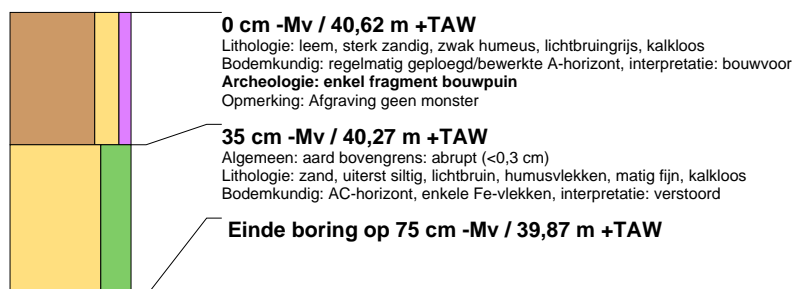 0 cm -Mv / 40,62 m +TAW
Lithologie: leem, sterk zandig, zwak humeus, lichtbruingrijs, kalkloos
Bodemkundig: regelmatig geploegd/bewerkte A-horizont, interpretatie: bouwvoor
Archeologie: enkel fragment bouwpuin
Opmerking: Afgraving geen monster
35 cm -Mv / 40,27 m +TAW
Algemeen: aard bovengrens: abrupt (<0,3 cm)
Lithologie: zand, uiterst siltig, lichtbruin, humusvlekken, matig fijn, kalkloos
Bodemkundig: AC-horizont, enkele Fe-vlekken, interpretatie: verstoord
Einde boring op 75 cm -Mv / 39,87 m +TAW